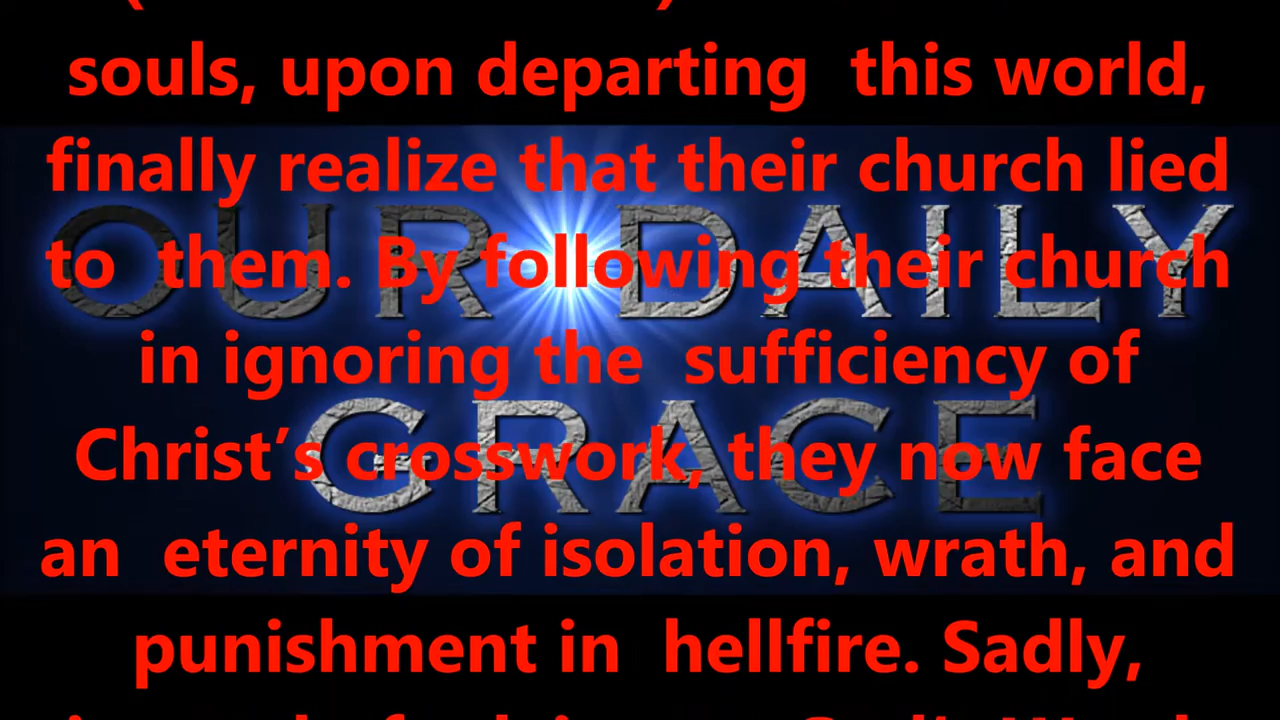 souls, upon departing  this world,
finally realize that their church lied
to  them. By following their church
in ignoring the  sufficiency of
Christ’s crosswork, they now face
an  eternity of isolation, wrath, and
punishment in  hellfire. Sadly,
OUR DAILY
GRACE